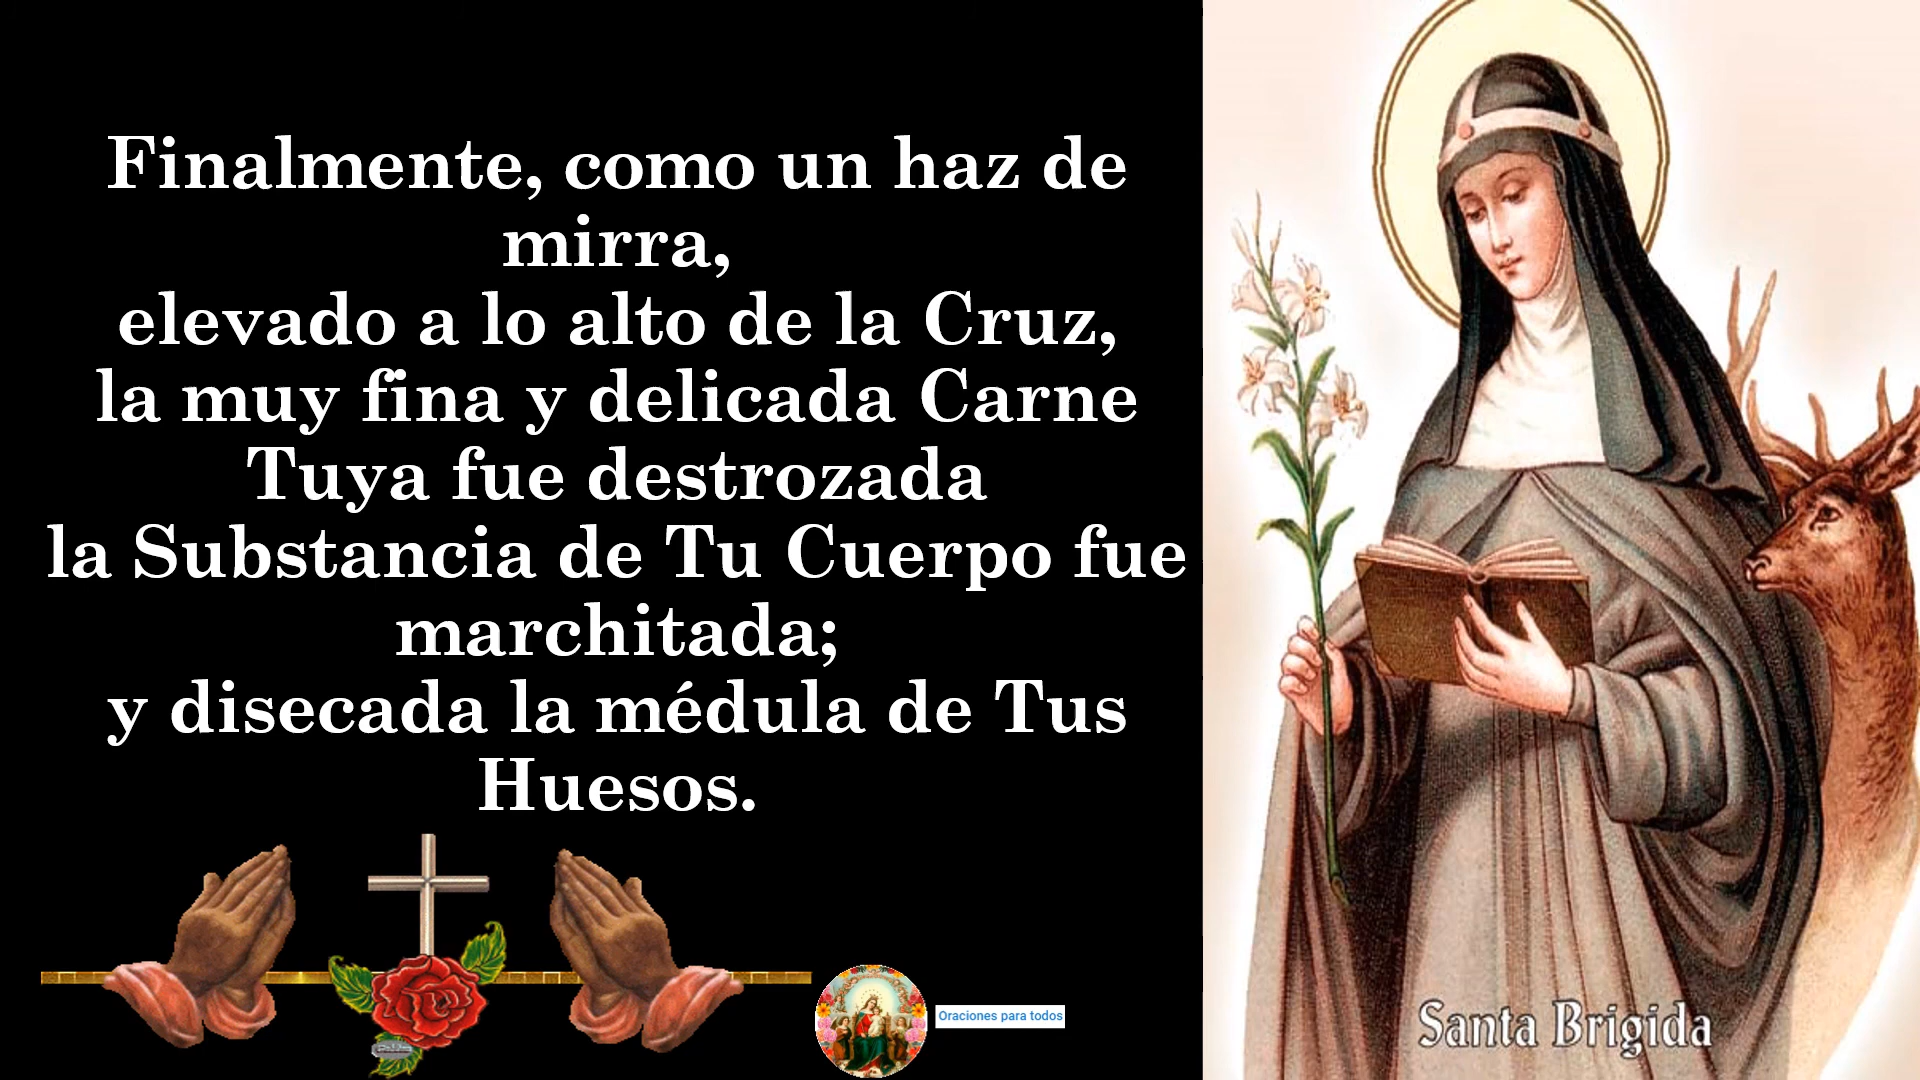 Finalmente, como un haz de
mirra,
elevado a lo alto de la Cruz,
la muy fina y delicada Carne
Tuya fue destrozada
la Substancia de Tu Cuerpo fue
marchitada;
y disecada la médula de Tus
Huesos.
Oraciones para todos
Santa Brigida